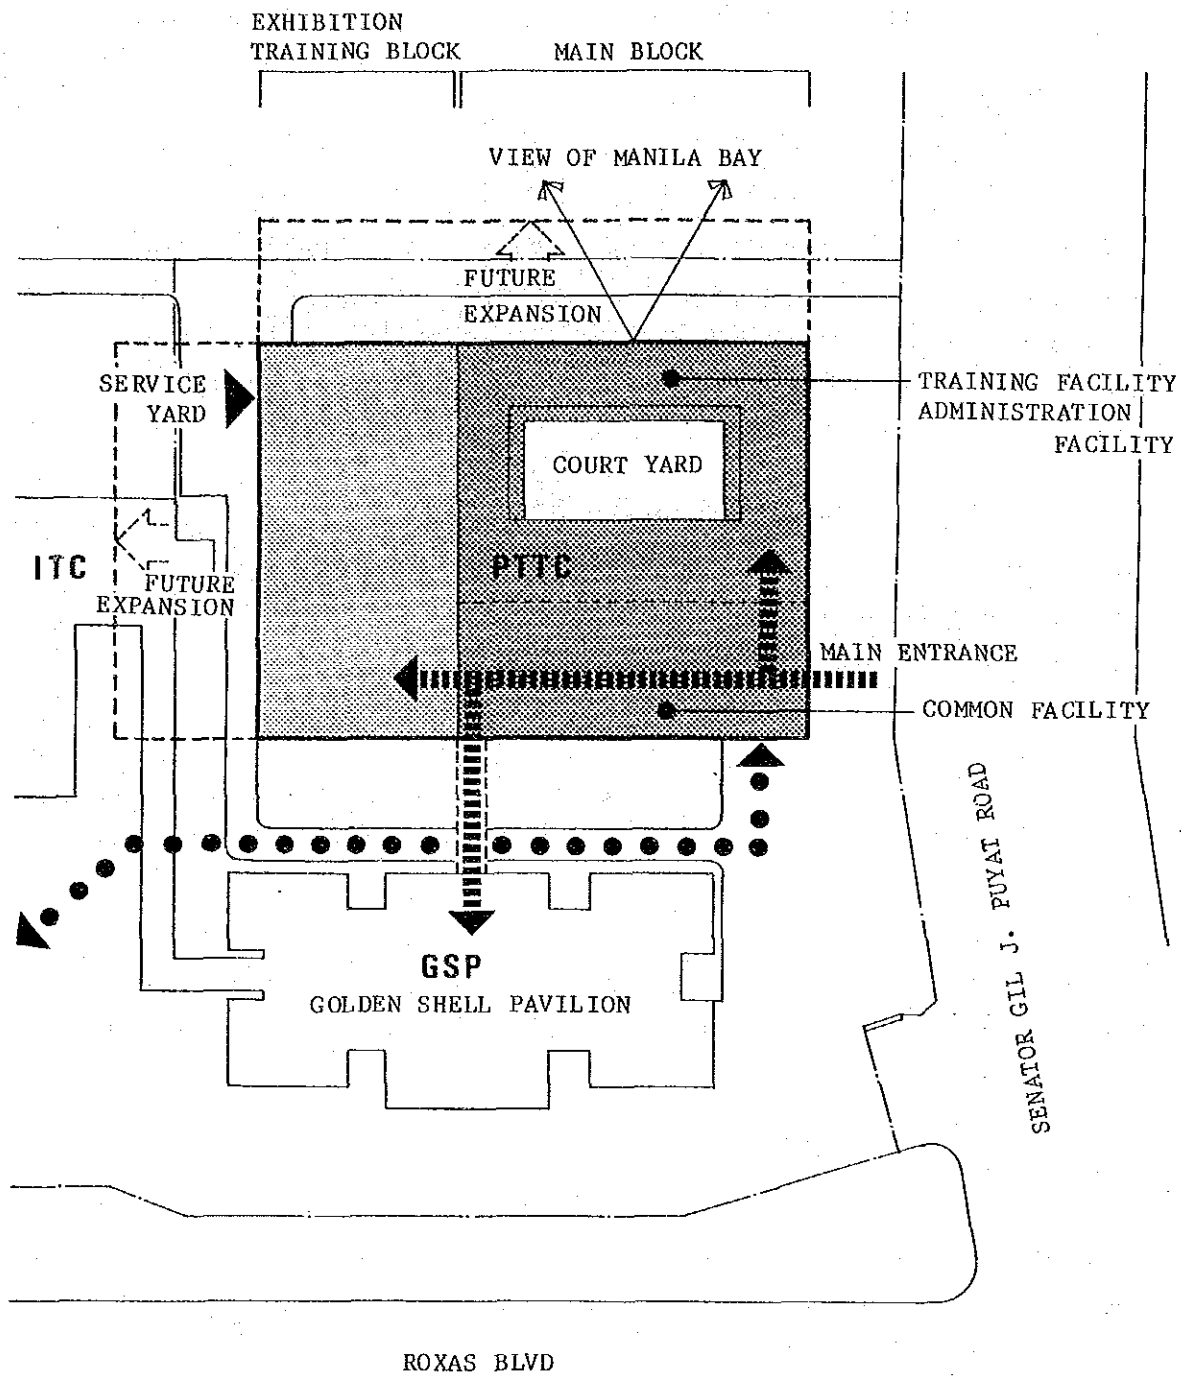 EXHIBITION
TRAINING BLOCK
MAIN BLOCK
VIEW OF MANILA BAY
FUTURE
EXPANSION
SERVICE
YARD
TRAINING FACILITY
ADMINISTRATION
FACILITY
COURT YARD
ITC
PTTC
FUTURE
EXPANSION
MAIN ENTRANCE
COMMON FACILITY
SENATOR GIL J. PUYAT ROAD
GSP
GOLDEN SHELL PAVILION
ROXAS BLVD